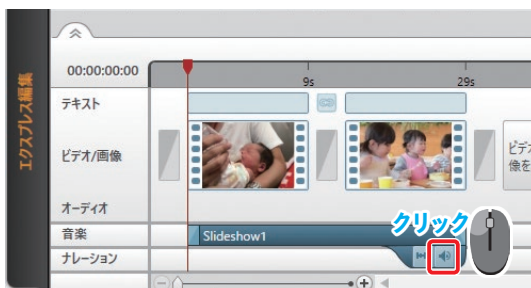 エクスプレス編集
00:00:00:00
9s
29s
テキスト
ビデオ/画像
ビデオ
像を
オーディオ
音楽
Slideshow1
クリック
ナレーション